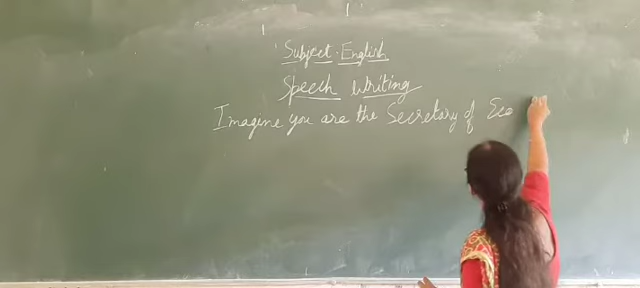 Subject. English
Speech Writing
Imagine you are the Secretary of Eco